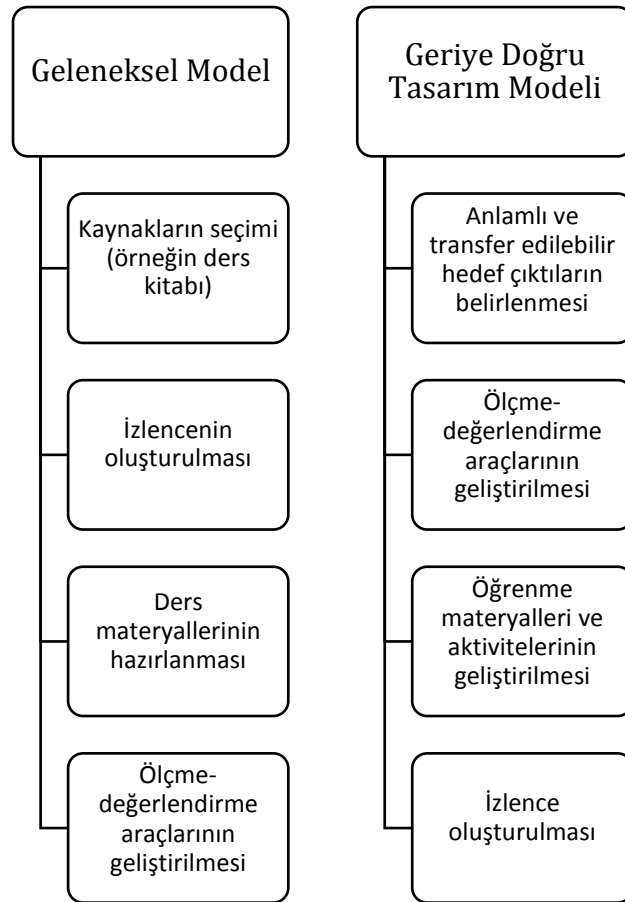 Geleneksel Model
Kaynakların seçimi
(örneğin ders
kitabı)
İzlencenin
oluşturulması
Ders
materyallerinin
hazırlanması
Ölçme-
değerlendirme
araçlarının
geliştirilmesi
Geriye Doğru
Tasarım Modeli
Anlamlı ve
transfer edilebilir
hedef çıktıların
belirlenmesi
Ölçme-
değerlendirme
araçlarının
geliştirilmesi
Öğrenme
materyalleri ve
aktivitelerinin
geliştirilmesi
İzlence
oluşturulması